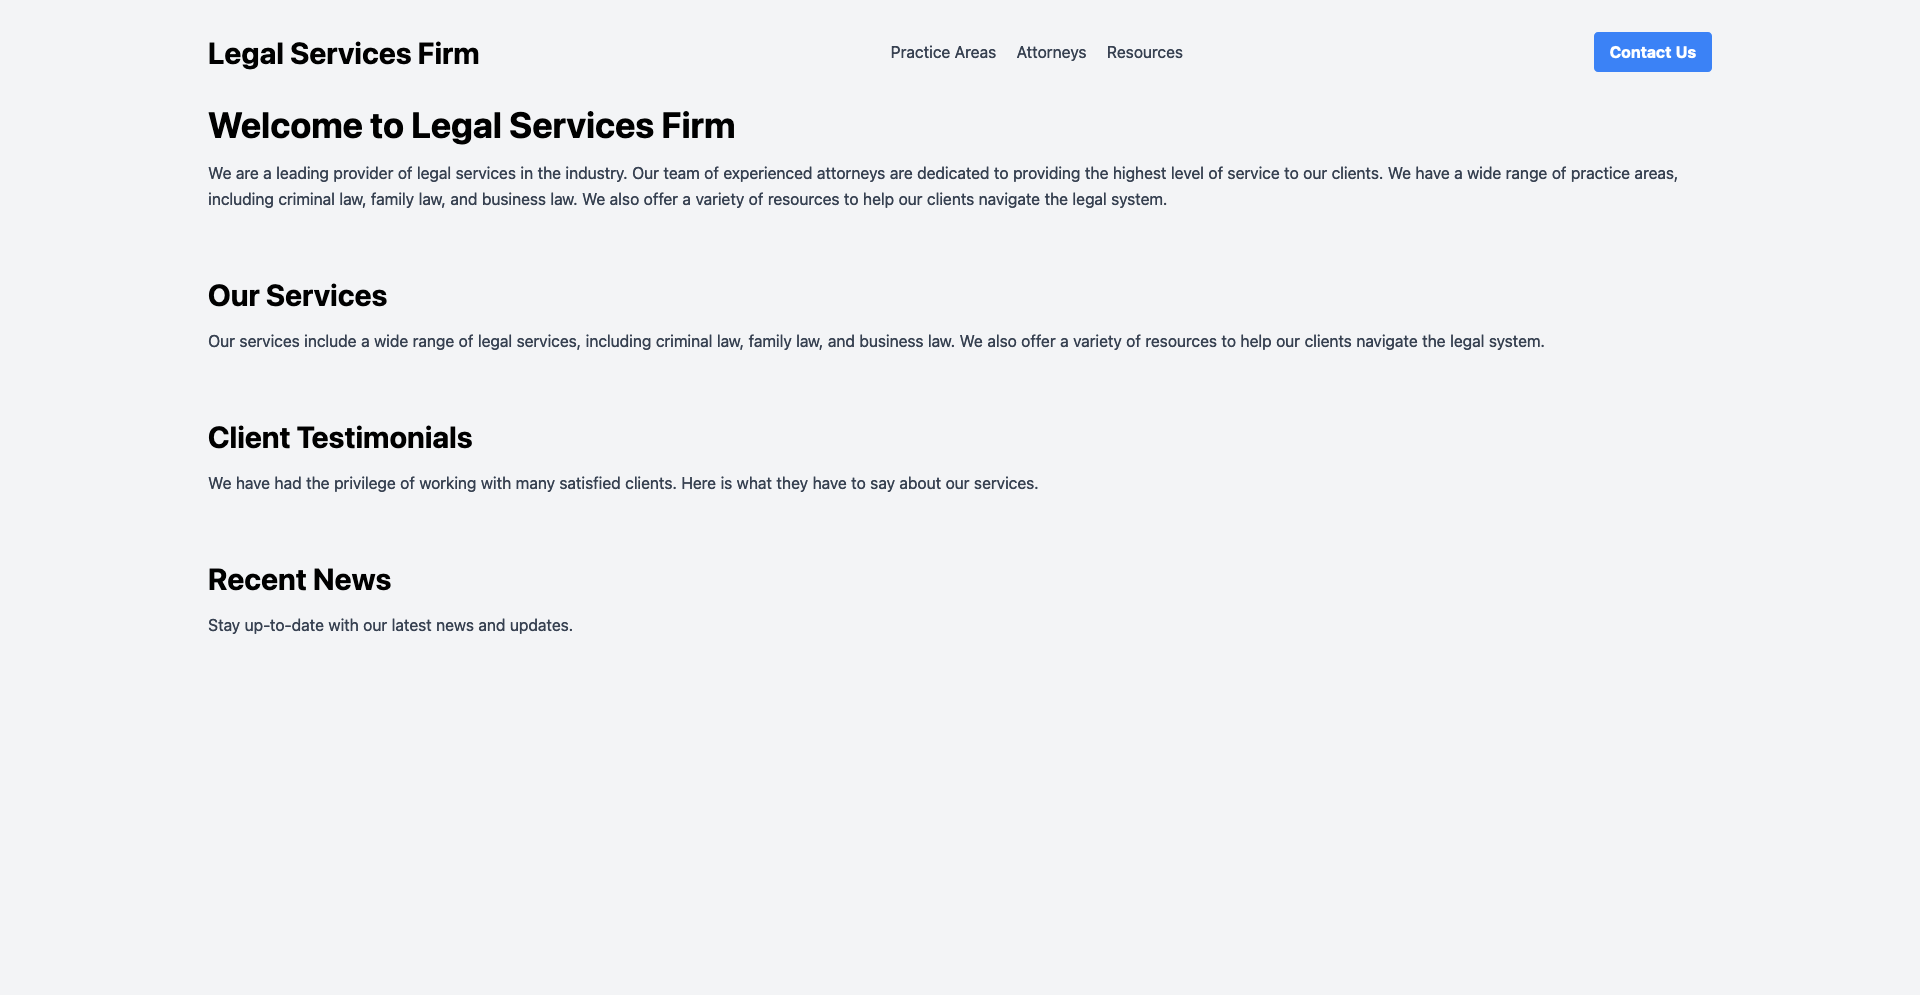 Legal Services Firm
Practice Areas Attorneys Resources
Contact Us
Welcome to Legal Services Firm
We are a leading provider of legal services in the industry. Our team of experienced attorneys are dedicated to providing the highest level of service to our clients. We have a wide range of practice areas,
including criminal law, family law, and business law. We also offer a variety of resources to help our clients navigate the legal system.
Our Services
Our services include a wide range of legal services, including criminal law, family law, and business law. We also offer a variety of resources to help our clients navigate the legal system.
Client Testimonials
We have had the privilege of working with many satisfied clients. Here is what they have to say about our services.
Recent News
Stay up-to-date with our latest news and updates.